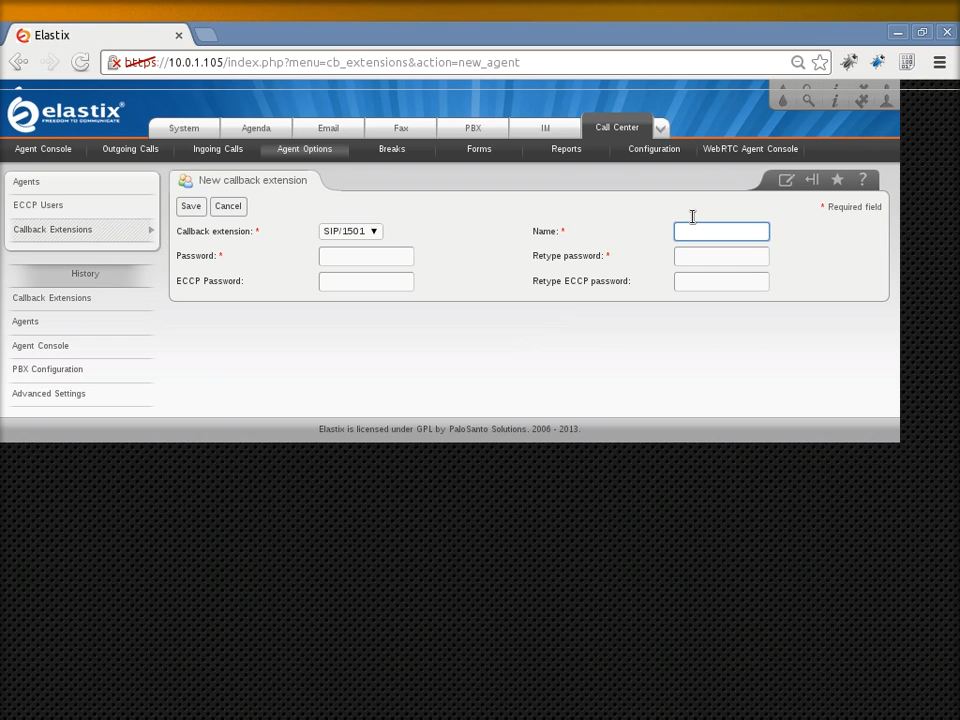 Elastix
https://10.0.1.105/index.php?menu=cb_extensions&action=new_agent
elastix
FREEDOM TO COMMUNICATE
System Agenda Email Fax PBX IM Call Center
Agent Console Outgoing Calls Ingoing Calls Agent Options Breaks Forms Reports Configuration WebRTC Agent Console
Agents
ECCP Users
Callback Extensions
History
Callback Extensions
Agents
Agent Console
PBX Configuration
Advanced Settings
New callback extension
Save Cancel * Required field
Callback extension: * SIP/1501 Name: *
Password: * Retype password: *
ECCP Password: Retype ECCP password:
Elastix is licensed under GPL by PaloSanto Solutions. 2006 - 2013.